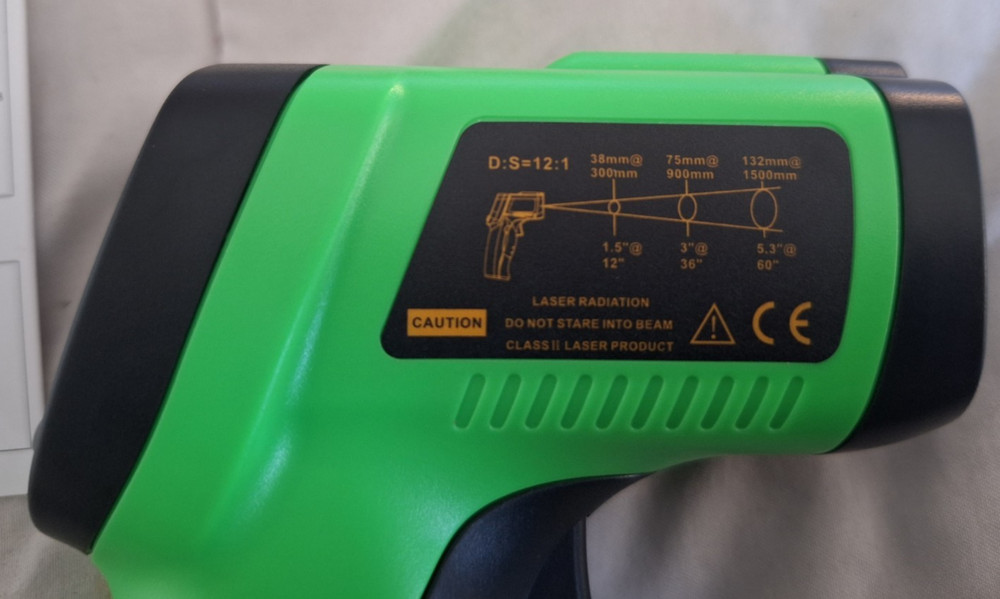 D:S=12:1
38mm@
300mm
75mm@
900mm
132mm@
1500mm
1.5"@
12"
3"@
36"
5.3"@
60"
LASER RADIATION
CAUTION
DO NOT STARE INTO BEAM
CLASS II LASER PRODUCT
CE